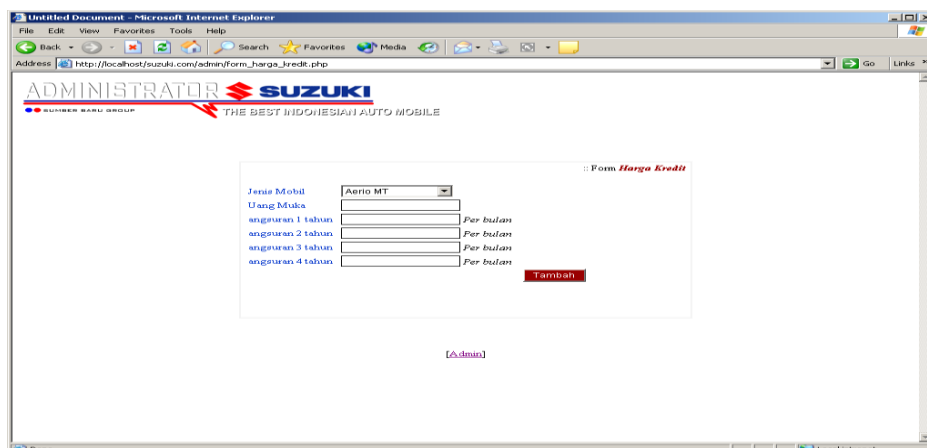 Untitled Document - Microsoft Internet Explorer
File Edit View Favorites Tools Help
Back Search Favorites Media
Address http://localhost/suzuki.com/admin/form_harga_kredit.php Go Links »
ADMINISTRATOR SUZUKI
SUMBER BARU GROUP THE BEST INDONESIAN AUTO MOBILE
:: Form Harga Kredit
Jenis Mobil Aerio MT
Uang Muka
angsuran 1 tahun Per bulan
angsuran 2 tahun Per bulan
angsuran 3 tahun Per bulan
angsuran 4 tahun Per bulan
Tambah
[Admin]